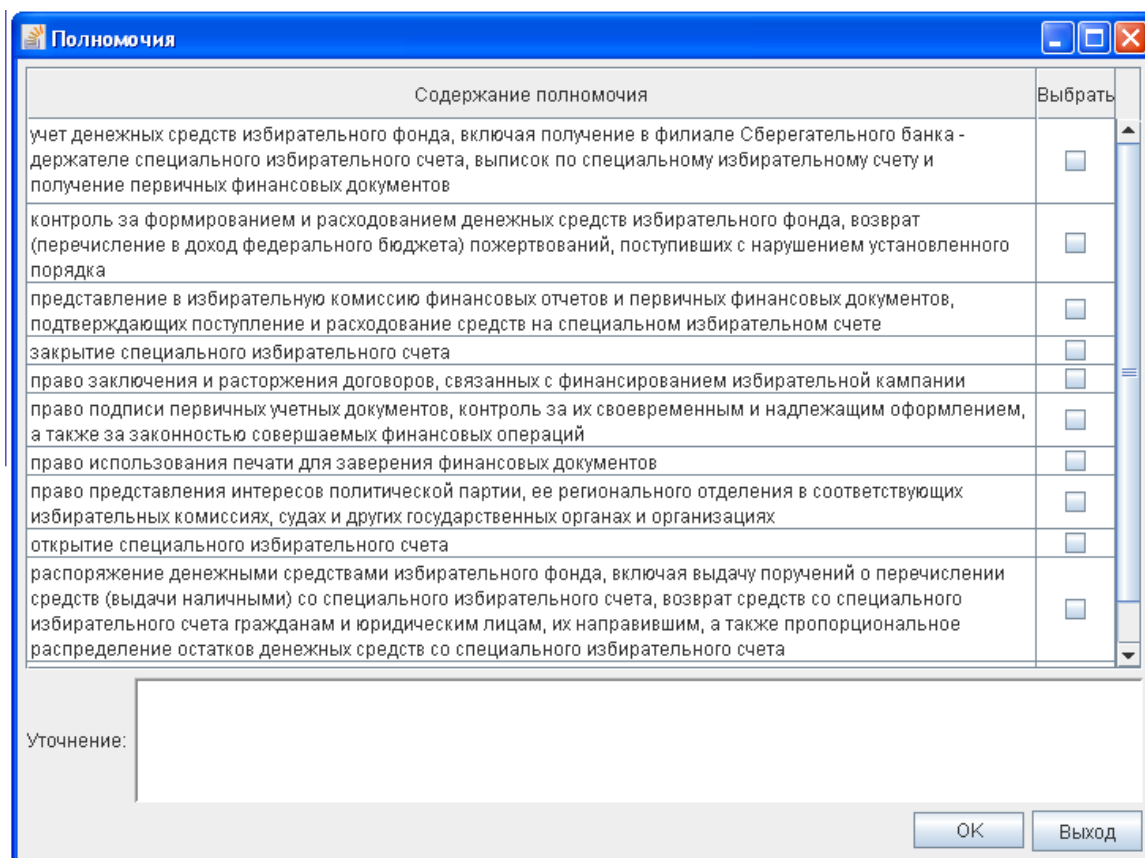 Полномочия
Содержание полномочия
Выбрать
учет денежных средств избирательного фонда, включая получение в филиале Сберегательного банка -
держателе специального избирательного счета, выписок по специальному избирательному счету и
получение первичных финансовых документов
контроль за формированием и расходованием денежных средств избирательного фонда, возврат
(перечисление в доход федерального бюджета) пожертвований, поступивших с нарушением установленного
порядка
представление в избирательную комиссию финансовых отчетов и первичных финансовых документов,
подтверждающих поступление и расходование средств на специальном избирательном счете
закрытие специального избирательного счета
право заключения и расторжения договоров, связанных с финансированием избирательной кампании
право подписи первичных учетных документов, контроль за их своевременным и надлежащим оформлением,
а также за законностью совершаемых финансовых операций
право использования печати для заверения финансовых документов
право представления интересов политической партии, ее регионального отделения в соответствующих
избирательных комиссиях, судах и других государственных органах и организациях
открытие специального избирательного счета
распоряжение денежными средствами избирательного фонда, включая выдачу поручений о перечислении
средств (выдачи наличными) со специального избирательного счета, возврат средств со специального
избирательного счета гражданам и юридическим лицам, их направившим, а также пропорциональное
распределение остатков денежных средств со специального избирательного счета
Уточнение:
OK
Выход